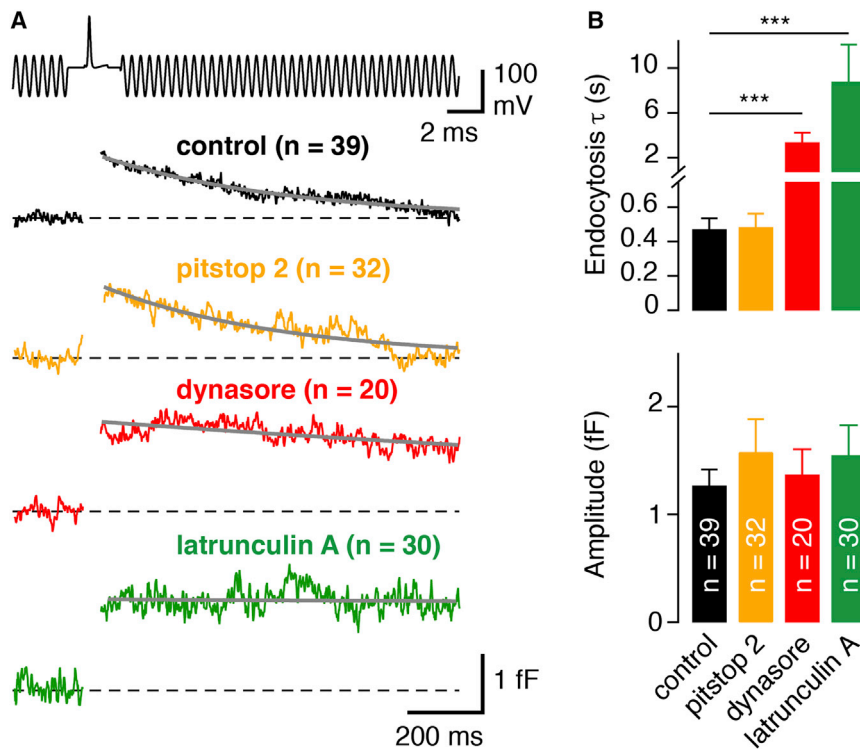 A
100
mV
2 ms
control (n = 39)
pitstop 2 (n = 32)
dynasore (n = 20)
latrunculin A (n = 30)
1 fF
200 ms
B
***
***
Endocytosis τ (s)
10
6
2
0.6
0.4
0.2
0
Amplitude (fF)
2
1
0
n = 39
n = 32
n = 20
n = 30
control
pitstop 2
dynasore
latrunculin A